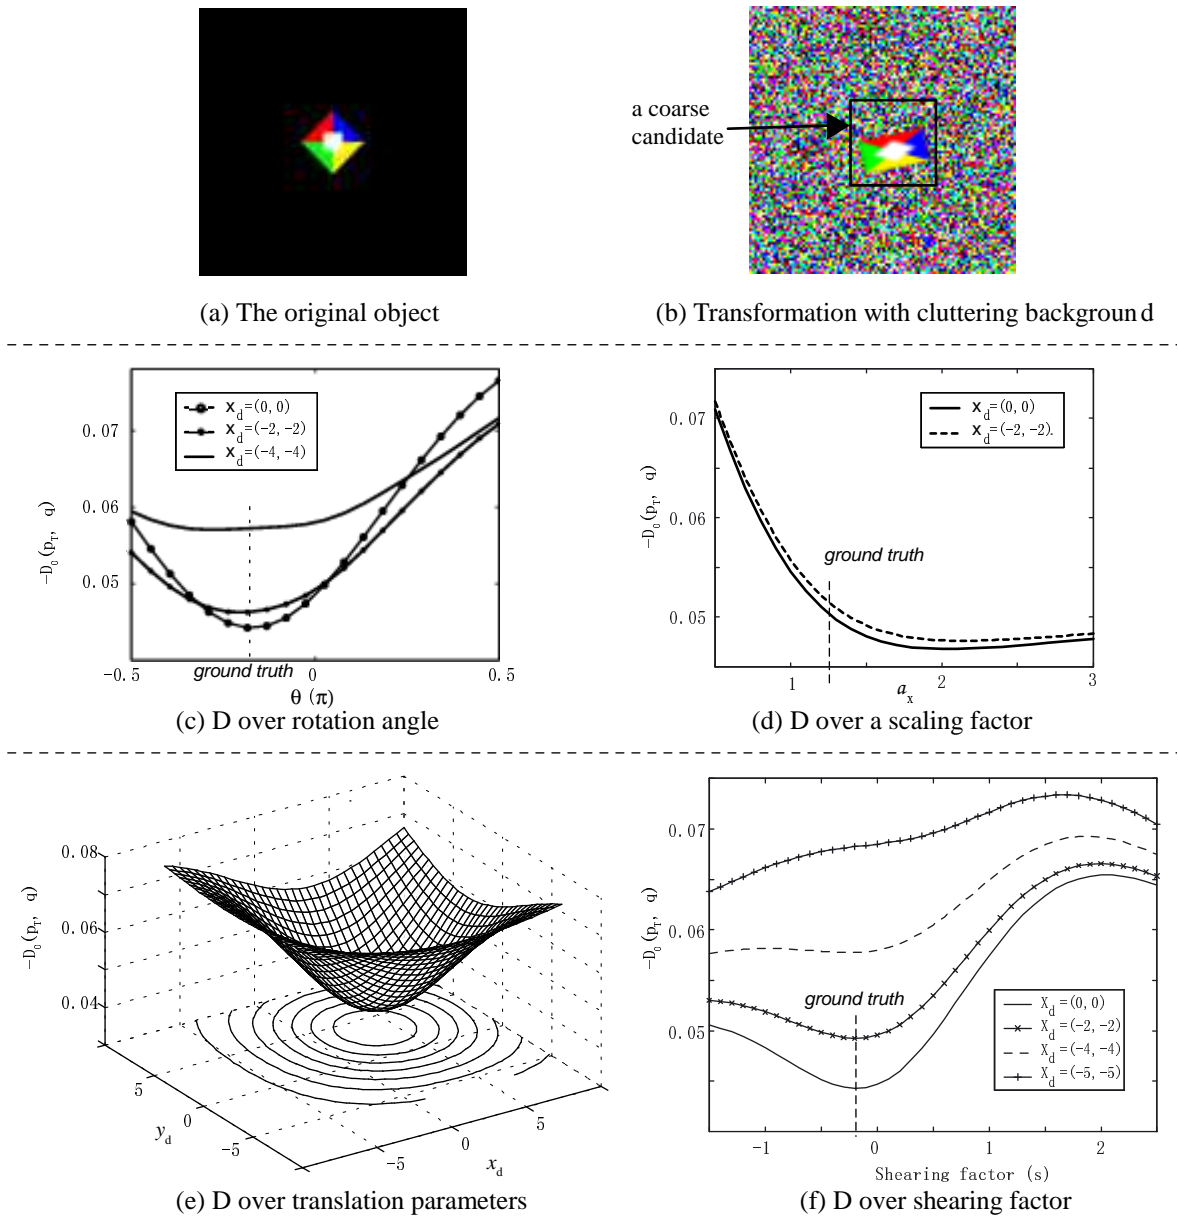 a coarse
candidate
(a) The original object
(b) Transformation with cluttering background
0.07
0.06
0.05
-D₀(p_T, q)
x_d=(0,0)
x_d=(-2,-2)
x_d=(-4,-4)
ground truth
-0.5 0 0.5
θ (π)
(c) D over rotation angle
0.07
0.06
0.05
-D₀(p_T, q)
x_d=(0,0)
x_d=(-2,-2).
ground truth
1 2 3
a_x
(d) D over a scaling factor
0.08
0.06
0.04
-D₀(p_T, q)
5
0
-5
y_d
-5
0
5
x_d
(e) D over translation parameters
0.07
0.06
0.05
-D₀(p_T, q)
ground truth
X_d=(0,0)
X_d=(-2,-2)
X_d=(-4,-4)
X_d=(-5,-5)
-1 0 1 2
Shearing factor (s)
(f) D over shearing factor